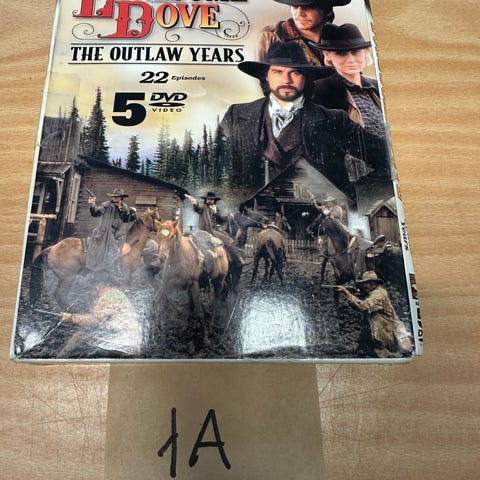 DOVE
THE OUTLAW YEARS
22 Episodes
5 DVD
VIDEO
1A